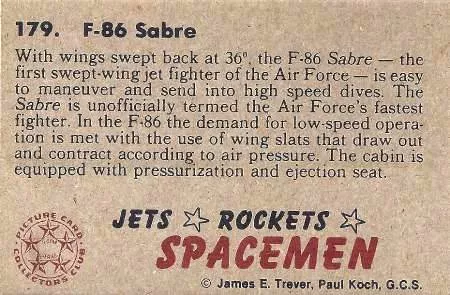 179. F-86 Sabre
With wings swept back at 36°, the F-86 Sabre — the
first swept-wing jet fighter of the Air Force — is easy
to maneuver and send into high speed dives. The
Sabre is unofficially termed the Air Force's fastest
fighter. In the F-86 the demand for low-speed opera-
tion is met with the use of wing slats that draw out
and contract according to air pressure. The cabin is
equipped with pressurization and ejection seat.
PICTURE CARD
COLLECTORS CLUB
JETS ☆ ROCKETS ☆
SPACEMEN
© James E. Trever, Paul Koch, G.C.S.